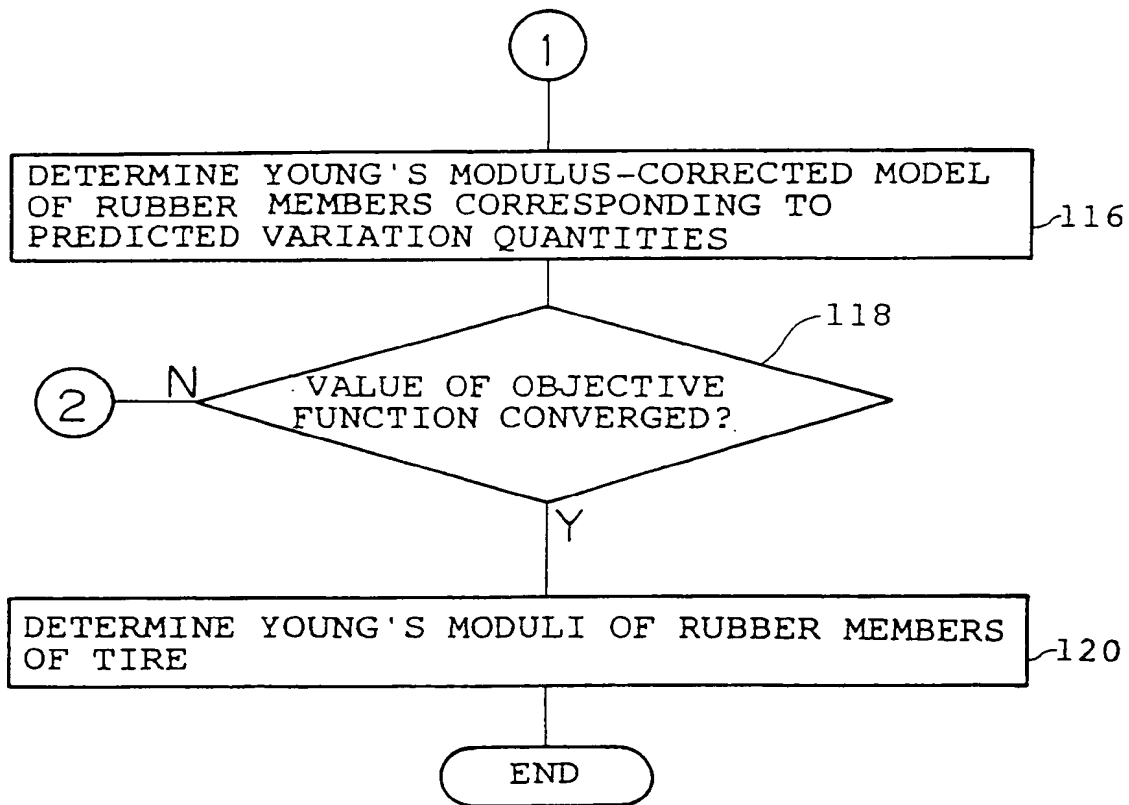 1
DETERMINE YOUNG'S MODULUS-CORRECTED MODEL
OF RUBBER MEMBERS CORRESPONDING TO
PREDICTED VARIATION QUANTITIES
116
118
2
N
VALUE OF OBJECTIVE
FUNCTION CONVERGED?
Y
DETERMINE YOUNG'S MODULI OF RUBBER MEMBERS
OF TIRE
120
END